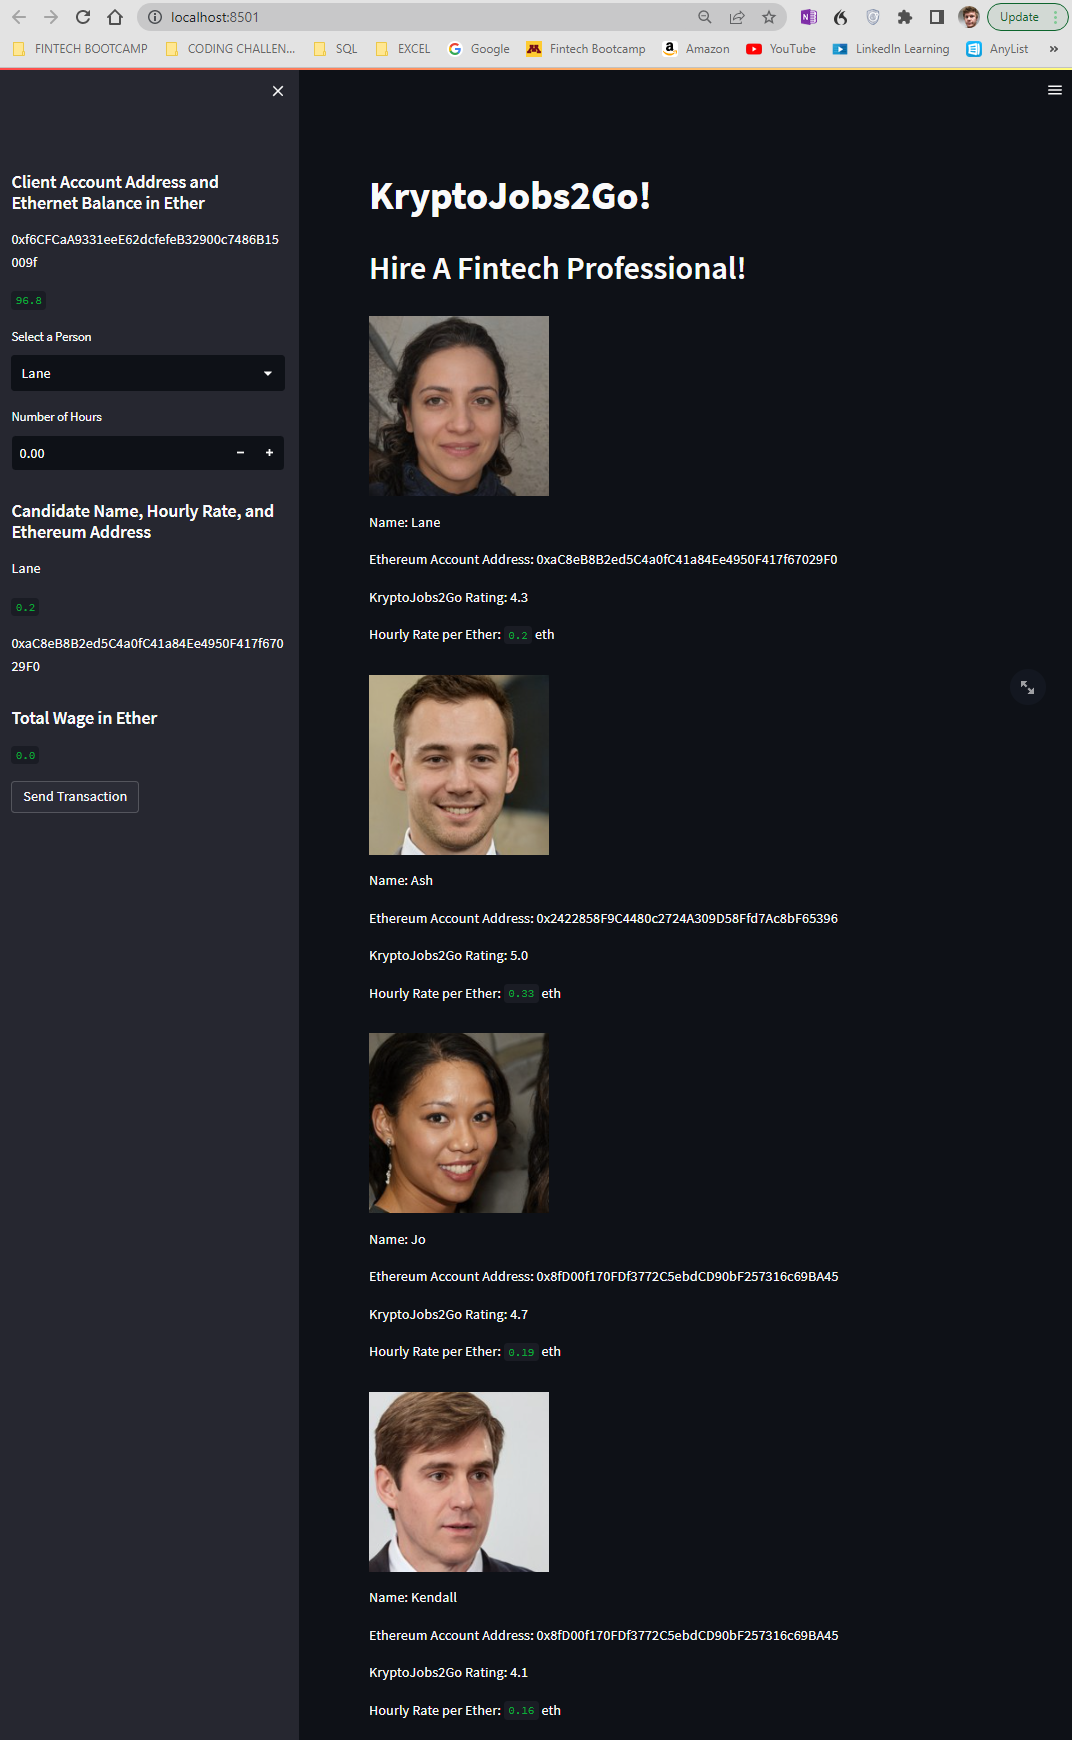 localhost:8501
Update
FINTECH BOOTCAMP
CODING CHALLEN...
SQL
EXCEL
Google
Fintech Bootcamp
Amazon
YouTube
LinkedIn Learning
AnyList
»
Client Account Address and
Ethernet Balance in Ether
0xf6CFCaA9331eeE62dcfefeB32900c7486B15
009f
96.8
Select a Person
Lane
Number of Hours
0.00
Candidate Name, Hourly Rate, and
Ethereum Address
Lane
0.2
0xaC8eB8B2ed5C4a0fC41a84Ee4950F417f670
29F0
Total Wage in Ether
0.0
Send Transaction
KryptoJobs2Go!
Hire A Fintech Professional!
Name: Lane
Ethereum Account Address: 0xaC8eB8B2ed5C4a0fC41a84Ee4950F417f67029F0
KryptoJobs2Go Rating: 4.3
Hourly Rate per Ether: 0.2 eth
Name: Ash
Ethereum Account Address: 0x2422858F9C4480c2724A309D58Ffd7Ac8bF65396
KryptoJobs2Go Rating: 5.0
Hourly Rate per Ether: 0.33 eth
Name: Jo
Ethereum Account Address: 0x8fD00f170FDf3772C5ebdCD90bF257316c69BA45
KryptoJobs2Go Rating: 4.7
Hourly Rate per Ether: 0.19 eth
Name: Kendall
Ethereum Account Address: 0x8fD00f170FDf3772C5ebdCD90bF257316c69BA45
KryptoJobs2Go Rating: 4.1
Hourly Rate per Ether: 0.16 eth